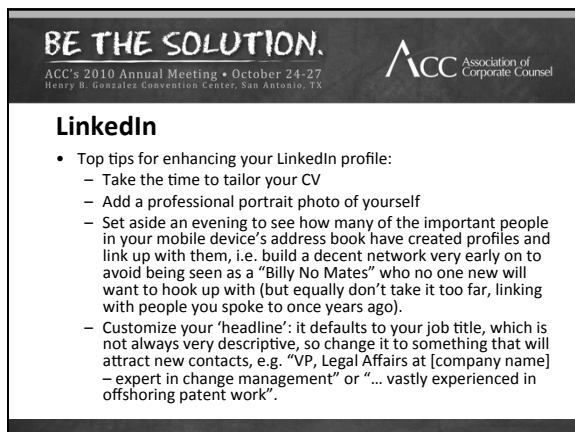 BE THE SOLUTION.
ACC's 2010 Annual Meeting • October 24-27
Henry B. Gonzalez Convention Center, San Antonio, TX
ACC Association of
Corporate Counsel
LinkedIn
• Top tips for enhancing your LinkedIn profile:
– Take the time to tailor your CV
– Add a professional portrait photo of yourself
– Set aside an evening to see how many of the important people
in your mobile device's address book have created profiles and
link up with them, i.e. build a decent network very early on to
avoid being seen as a “Billy No Mates” who no one new will
want to hook up with (but equally don't take it too far, linking
with people you spoke to once years ago).
– Customize your ‘headline’: it defaults to your job title, which is
not always very descriptive, so change it to something that will
attract new contacts, e.g. “VP, Legal Affairs at [company name]
– expert in change management” or “… vastly experienced in
offshoring patent work”.